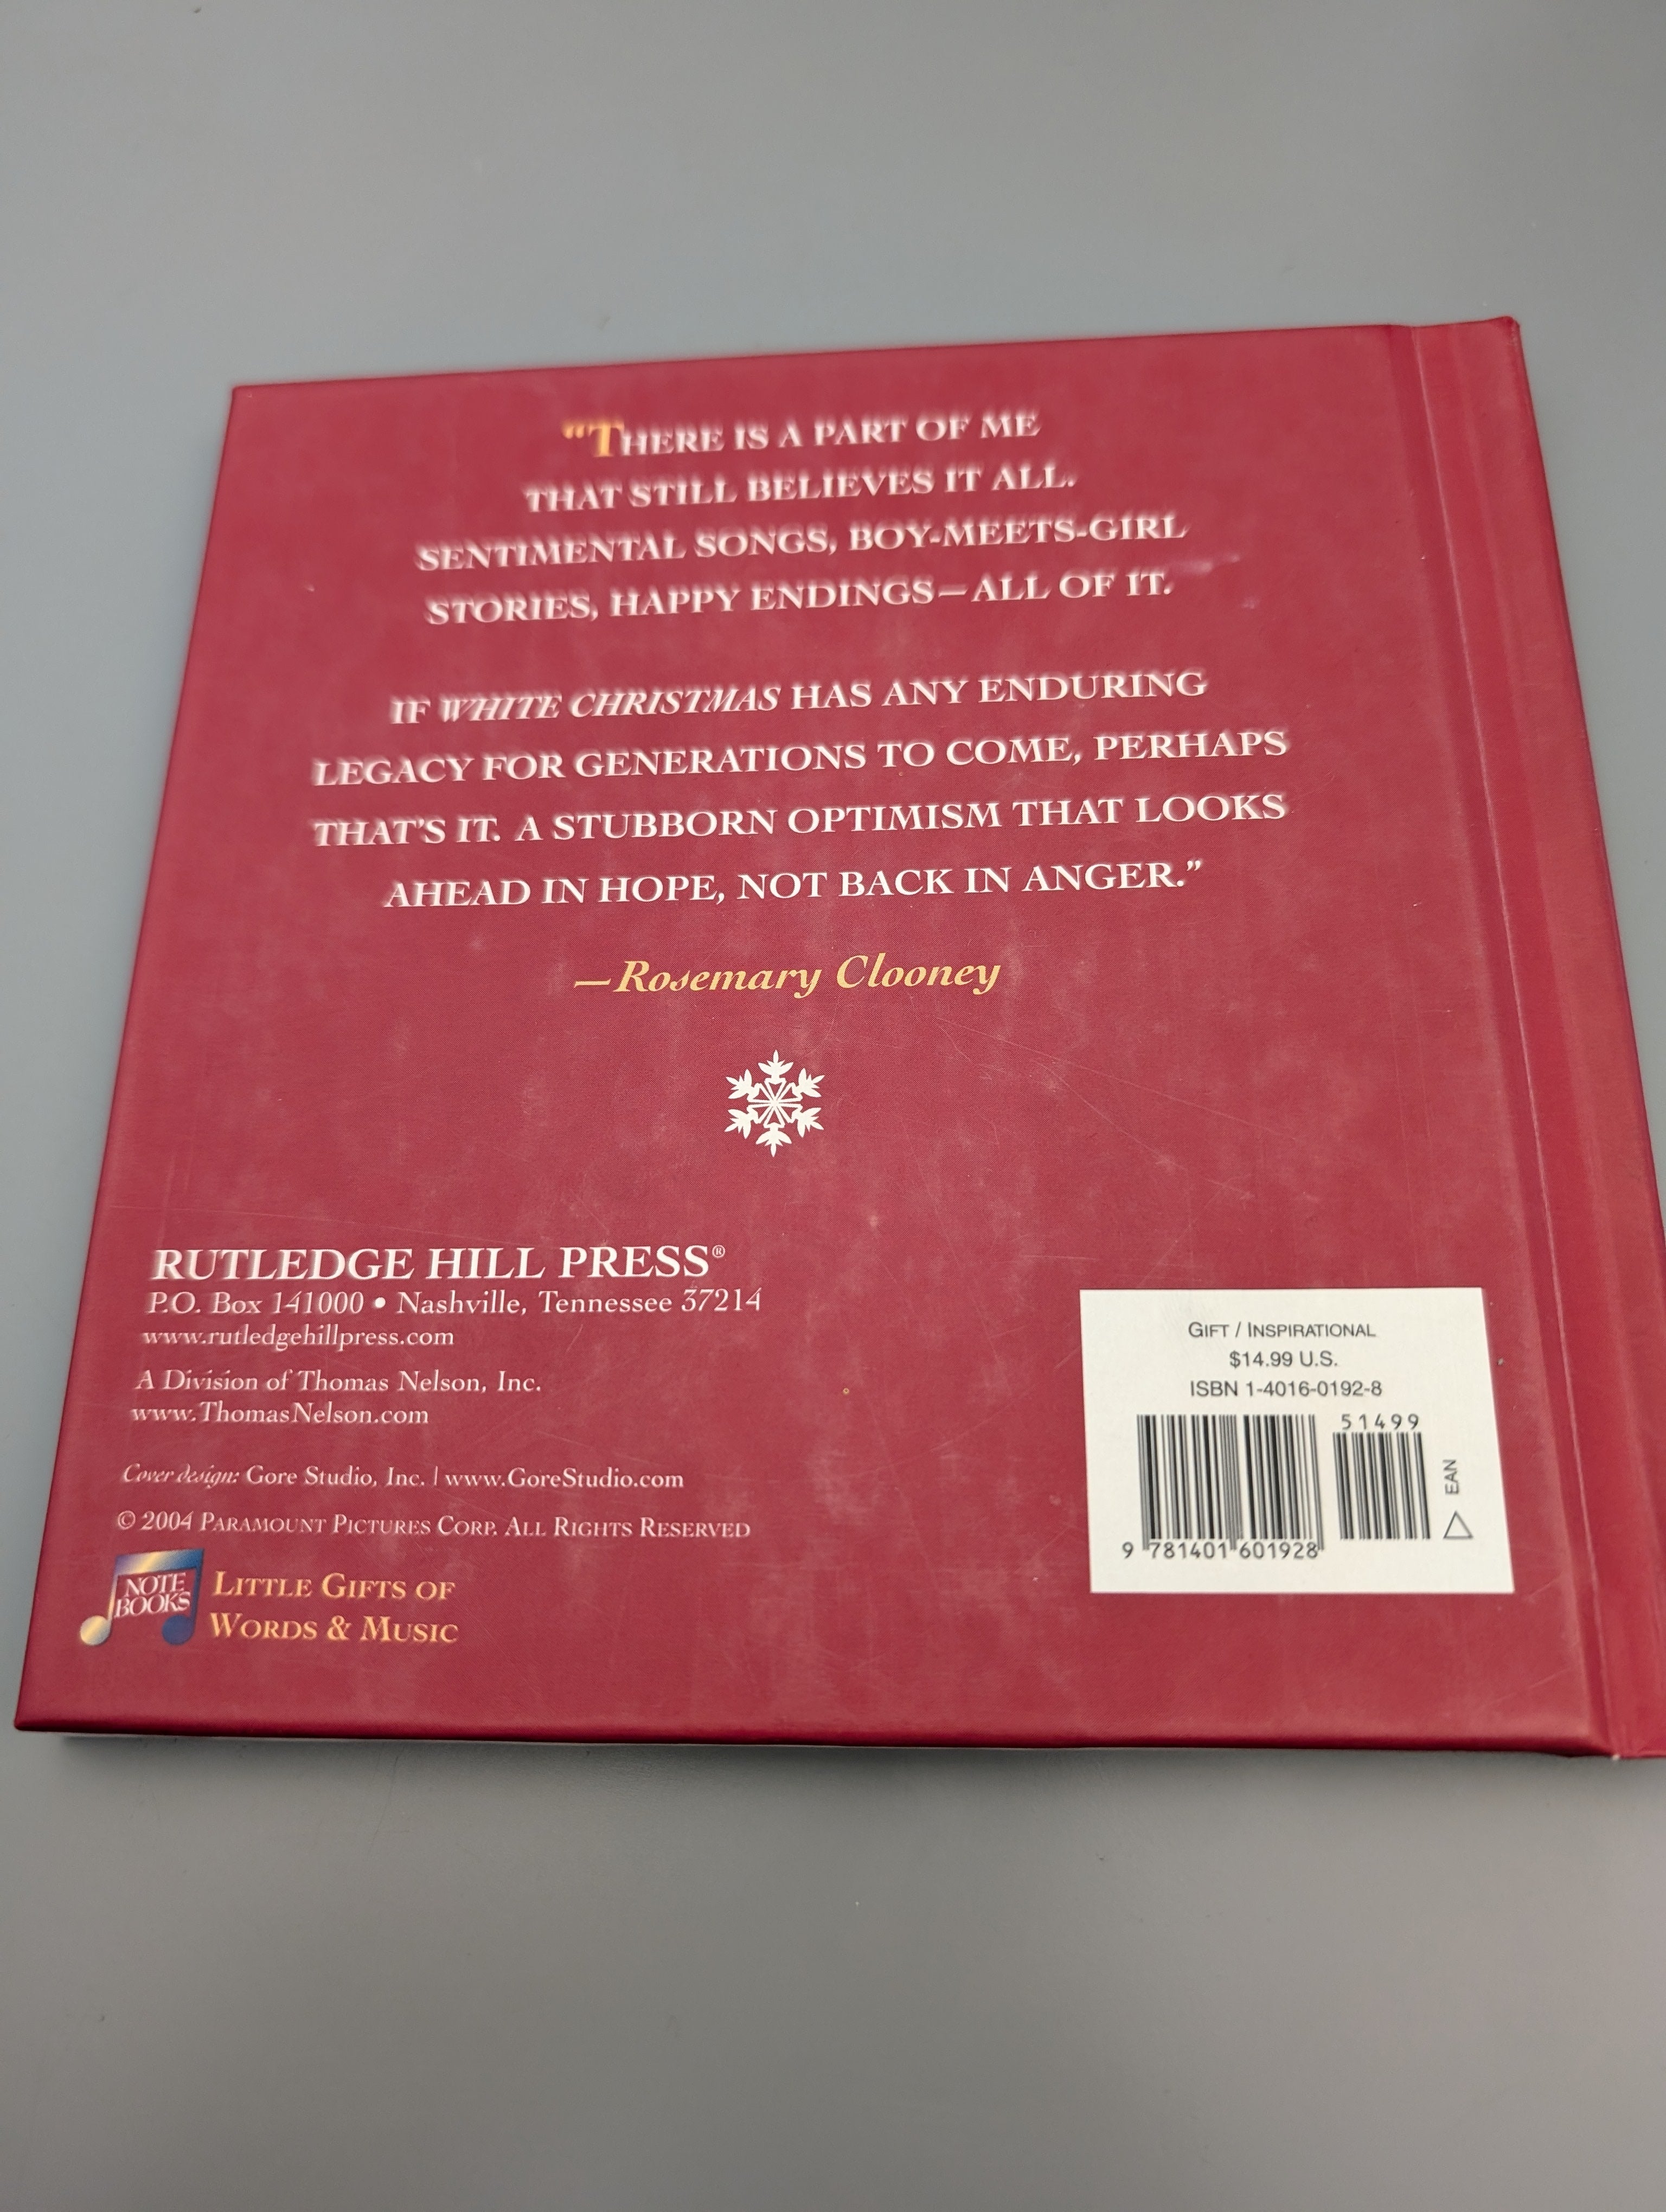 “THERE IS A PART OF ME
THAT STILL BELIEVES IT ALL.
SENTIMENTAL SONGS, BOY-MEETS-GIRL
STORIES, HAPPY ENDINGS—ALL OF IT.
IF WHITE CHRISTMAS HAS ANY ENDURING
LEGACY FOR GENERATIONS TO COME, PERHAPS
THAT'S IT. A STUBBORN OPTIMISM THAT LOOKS
AHEAD IN HOPE, NOT BACK IN ANGER.”
—Rosemary Clooney
RUTLEDGE HILL PRESS®
P.O. Box 141000 • Nashville, Tennessee 37214
www.rutledgehillpress.com
A Division of Thomas Nelson, Inc.
www.ThomasNelson.com
Cover design: Gore Studio, Inc. | www.GoreStudio.com
© 2004 PARAMOUNT PICTURES CORP. ALL RIGHTS RESERVED
NOTE
BOOKS
LITTLE GIFTS OF
WORDS & MUSIC
GIFT / INSPIRATIONAL
$14.99 U.S.
ISBN 1-4016-0192-8
51499
EAN
9 781401 601928